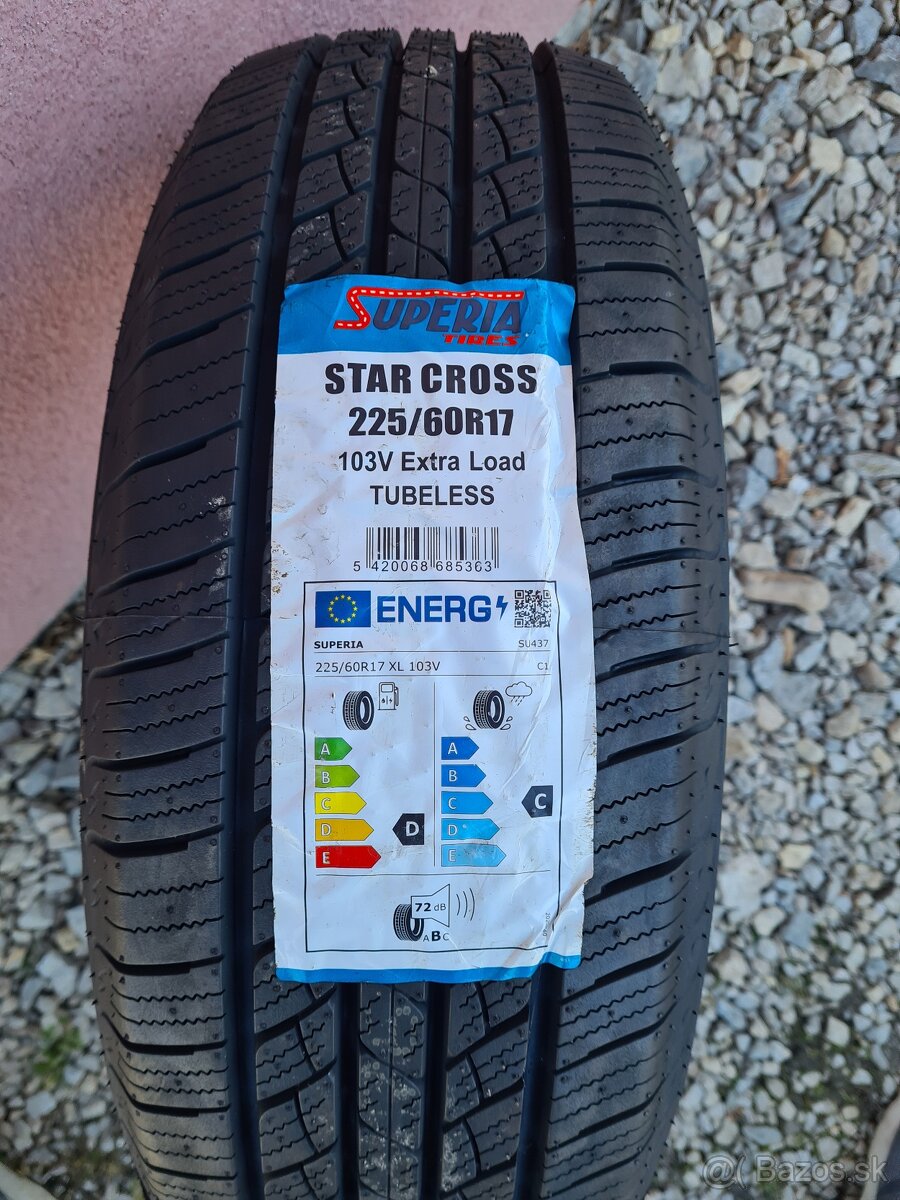 SUPERIA
TIRES
STAR CROSS
225/60R17
103V Extra Load
TUBELESS
5 420068 685363
ENERG
SUPERIA SU437
225/60R17 XL 103V C1
A A
B B
C C C
D D D
E E
72 dB
ABC
@( Bazos.sk